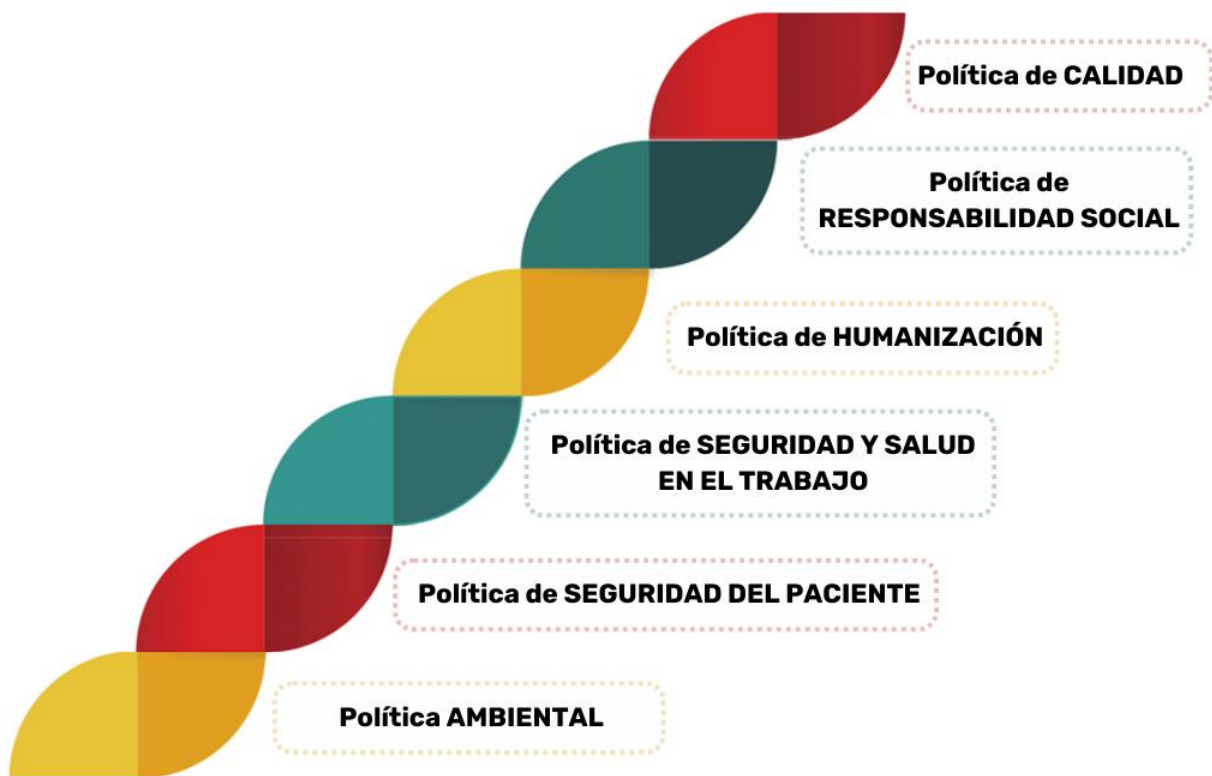 Política de CALIDAD
Política de
RESPONSABILIDAD SOCIAL
Política de HUMANIZACIÓN
Política de SEGURIDAD Y SALUD
EN EL TRABAJO
Política de SEGURIDAD DEL PACIENTE
Política AMBIENTAL